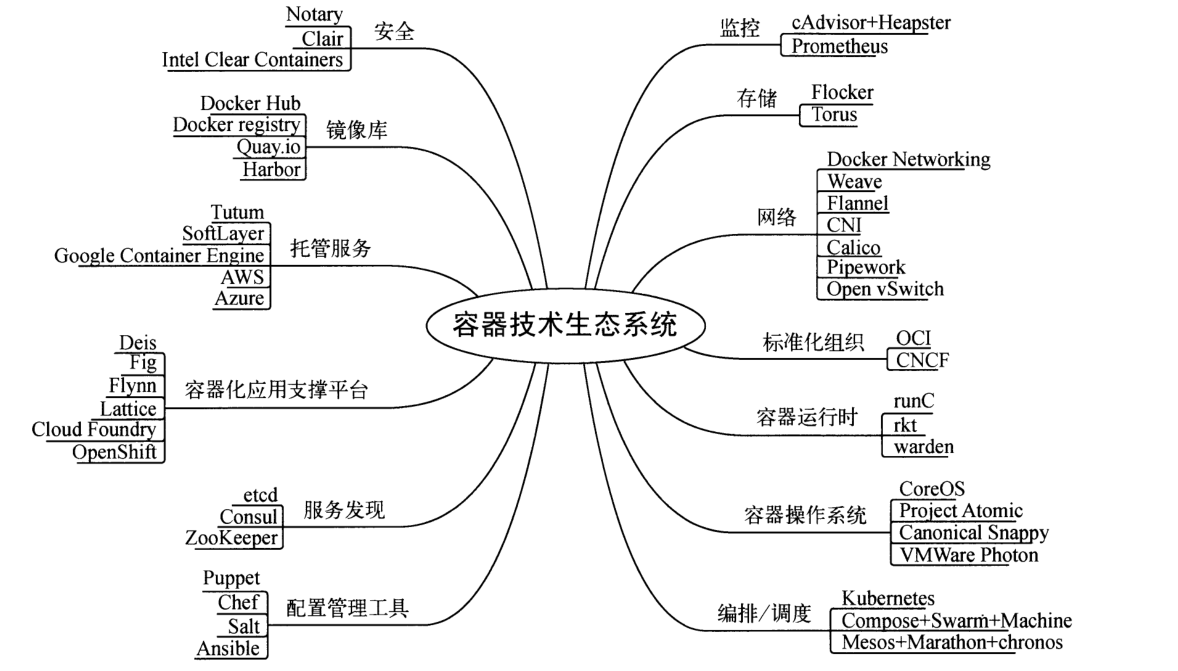 容器技术生态系统
安全
Notary
Clair
Intel Clear Containers
镜像库
Docker Hub
Docker registry
Quay.io
Harbor
托管服务
Tutum
SoftLayer
Google Container Engine
AWS
Azure
容器化应用支撑平台
Deis
Fig
Flynn
Lattice
Cloud Foundry
OpenShift
服务发现
etcd
Consul
ZooKeeper
配置管理工具
Puppet
Chef
Salt
Ansible
监控
cAdvisor+Heapster
Prometheus
存储
Flocker
Torus
网络
Docker Networking
Weave
Flannel
CNI
Calico
Pipework
Open vSwitch
标准化组织
OCI
CNCF
容器运行时
runC
rkt
warden
容器操作系统
CoreOS
Project Atomic
Canonical Snappy
VMWare Photon
编排/调度
Kubernetes
Compose+Swarm+Machine
Mesos+Marathon+chronos